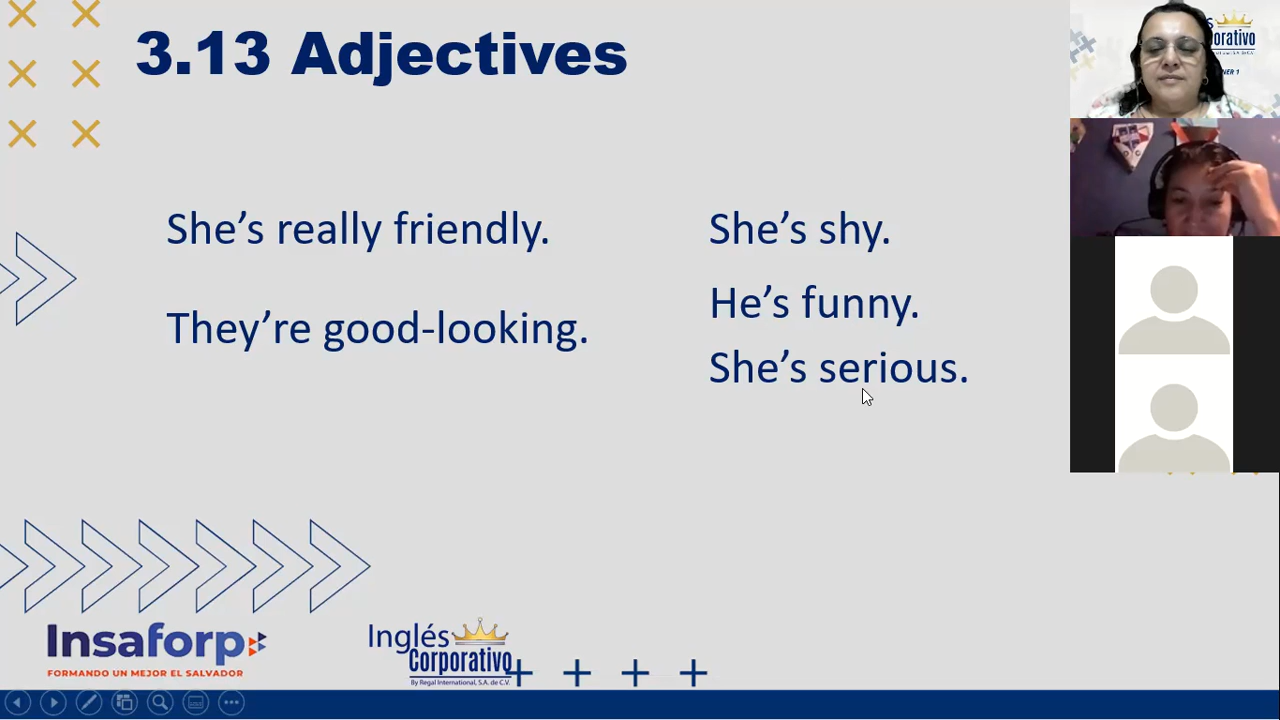 3.13 Adjectives
She's really friendly.
They're good-looking.
She's shy.
He's funny.
She's serious.
Insaforp
FORMANDO UN MEJOR EL SALVADOR
Inglés
Corporativo
By Regal International, S.A. de C.V.